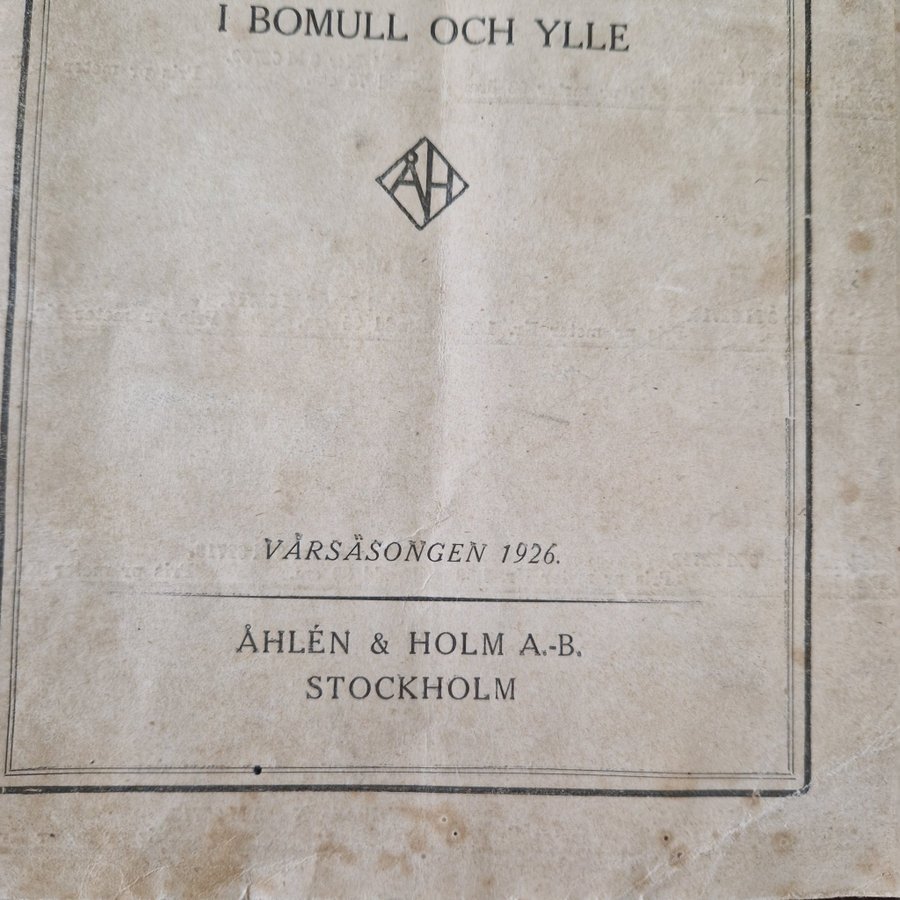 I BOMULL OCH YLLE
ÅH
VÅRSÄSONGEN 1926.
ÅHLÉN & HOLM A.-B.
STOCKHOLM